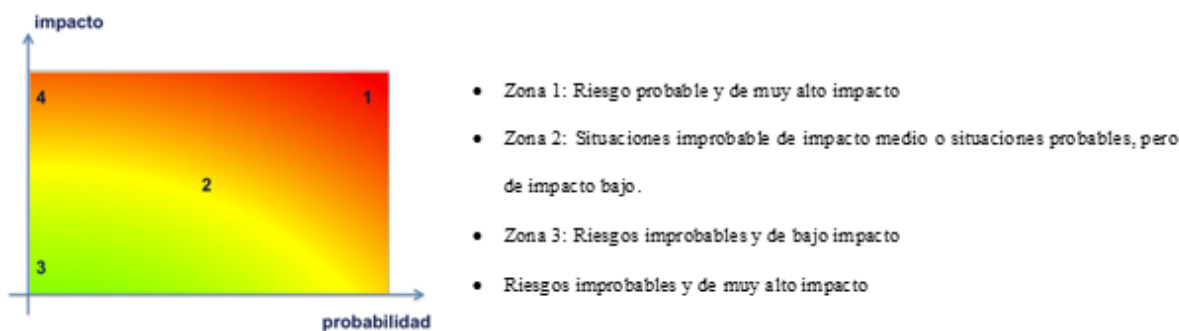 impacto
4
1
2
3
probabilidad
• Zona 1: Riesgo probable y de muy alto impacto
• Zona 2: Situaciones improbable de impacto medio o situaciones probables, pero
de impacto bajo.
• Zona 3: Riesgos improbables y de bajo impacto
• Riesgos improbables y de muy alto impacto